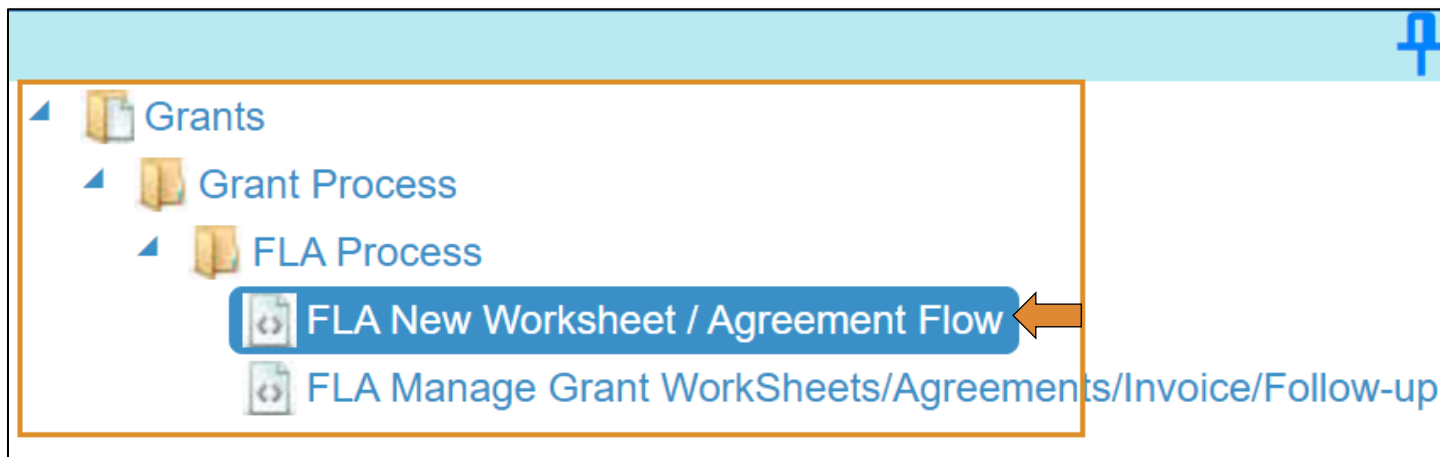 Grants
Grant Process
FLA Process
FLA New Worksheet / Agreement Flow
FLA Manage Grant WorkSheets/Agreements/Invoice/Follow-up